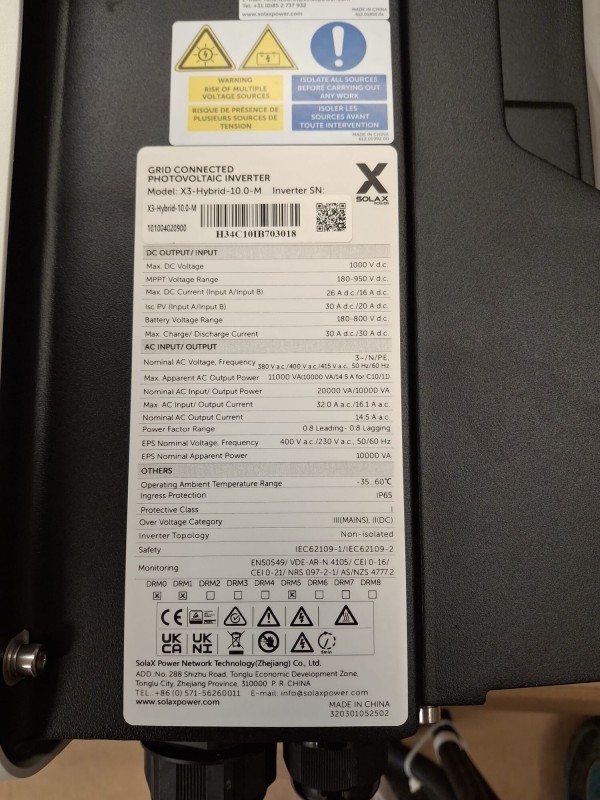 Tel: +31 (0)85 2 737 932
www.solaxpower.com
MADE IN CHINA
WARNING
RISK OF MULTIPLE
VOLTAGE SOURCES
RISQUE DE PRÉSENCE DE
PLUSIEURS SOURCES DE
TENSION
ISOLATE ALL SOURCES
BEFORE CARRYING OUT
ANY WORK
ISOLER LES
SOURCES AVANT
TOUTE INTERVENTION
MADE IN CHINA
GRID CONNECTED
PHOTOVOLTAIC INVERTER
Model: X3-Hybrid-10.0-M Inverter SN:
SOLAX
POWER
X3-Hybrid-10.0-M
101004020900
H34C10IB703018
DC OUTPUT/ INPUT
Max. DC Voltage 1000 V d.c.
MPPT Voltage Range 180-950 V d.c.
Max. DC Current (Input A/Input B) 26 A d.c./16 A d.c.
Isc PV (Input A/Input B) 30 A d.c./20 A d.c.
Battery Voltage Range 180-800 V d.c.
Max. Charge/ Discharge Current 30 A d.c./30 A d.c.
AC INPUT/ OUTPUT
Nominal AC Voltage, Frequency 3~/N/PE,
380 V a.c./400 V a.c./415 V a.c., 50 Hz/60 Hz
Max. Apparent AC Output Power 11000 VA(10000 VA/14.5 A for C10/11)
Nominal AC Input/ Output Power 20000 VA/10000 VA
Max. AC Input/ Output Current 32.0 A a.c./16.1 A a.c.
Nominal AC Output Current 14.5 a.c.
Power Factor Range 0.8 Leading- 0.8 Lagging
EPS Nominal Voltage, Frequency 400 V a.c./230 V a.c., 50/60 Hz
EPS Nominal Apparent Power 10000 VA
OTHERS
Operating Ambient Temperature Range -35..60℃
Ingress Protection IP65
Protective Class I
Over Voltage Category III(MAINS), II(DC)
Inverter Topology Non-isolated
Safety IEC62109-1/IEC62109-2
Monitoring EN50549/ VDE-AR-N 4105/ CEI 0-16/
CEI 0-21/ NRS 097-2-1/ AS/NZS 4777.2
DRM0 DRM1 DRM2 DRM3 DRM4 DRM5 DRM6 DRM7 DRM8
CE
UK
CA
UK
NI
SolaX Power Network Technology(Zhejiang) Co., Ltd.
ADD.: No. 288 Shizhu Road, Tonglu Economic Development Zone,
Tonglu City, Zhejiang Province, 310000 P. R. CHINA
TEL.: +86 (0) 571-56260011 E-mail: info@solaxpower.com
www.solaxpower.com
MADE IN CHINA
320301052502